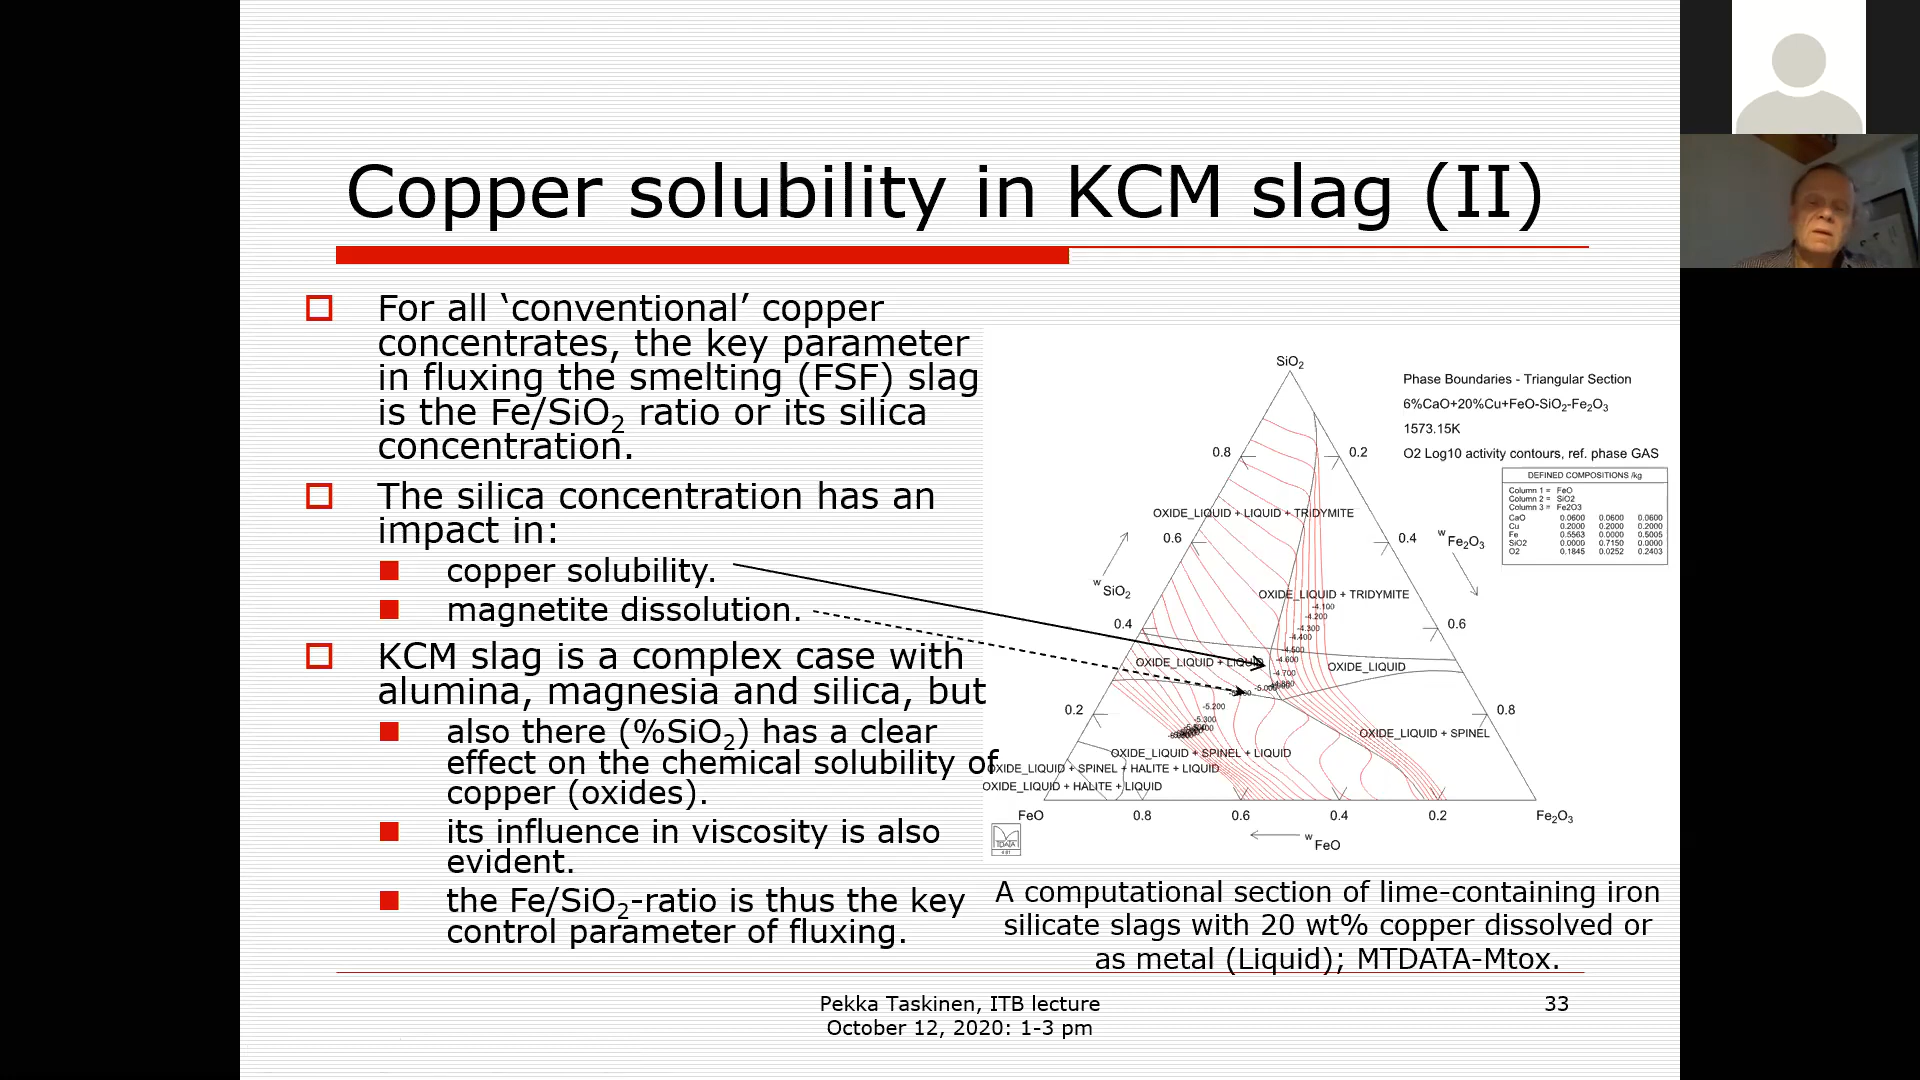 Copper solubility in KCM slag (II)
For all ‘conventional’ copper
concentrates, the key parameter
in fluxing the smelting (FSF) slag
is the Fe/SiO2 ratio or its silica
concentration.
The silica concentration has an
impact in:
copper solubility.
magnetite dissolution.
KCM slag is a complex case with
alumina, magnesia and silica, but
also there (%SiO2) has a clear
effect on the chemical solubility of
copper (oxides).
its influence in viscosity is also
evident.
the Fe/SiO2-ratio is thus the key
control parameter of fluxing.
SiO2
Phase Boundaries - Triangular Section
6%CaO+20%Cu+FeO-SiO2-Fe2O3
1573.15K
O2 Log10 activity contours, ref. phase GAS
DEFINED COMPOSITIONS /kg
Column 1 = FeO
Column 2 = SiO2
Column 3 = Fe2O3
CaO 0.0600 0.0600 0.0600
Cu 0.2000 0.2000 0.2000
Fe 0.5563 0.0000 0.5005
SiO2 0.0000 0.7150 0.0000
O2 0.1845 0.0252 0.2403
0.8 0.2
OXIDE_LIQUID + LIQUID + TRIDYMITE
0.6 0.4
w Fe2O3
w SiO2
OXIDE_LIQUID + TRIDYMITE
-4.100
-4.200
-4.300
-4.400
-4.500
-4.600
-4.700
0.4 0.6
OXIDE_LIQUID + LIQUID
OXIDE_LIQUID
-5.200
-5.300
0.2 0.8
OXIDE_LIQUID + SPINEL
OXIDE_LIQUID + SPINEL + LIQUID
OXIDE_LIQUID + SPINEL + HALITE + LIQUID
OXIDE_LIQUID + HALITE + LIQUID
FeO 0.8 0.6 0.4 0.2 Fe2O3
w FeO
A computational section of lime-containing iron
silicate slags with 20 wt% copper dissolved or
as metal (Liquid); MTDATA-Mtox.
Pekka Taskinen, ITB lecture
October 12, 2020: 1-3 pm
33